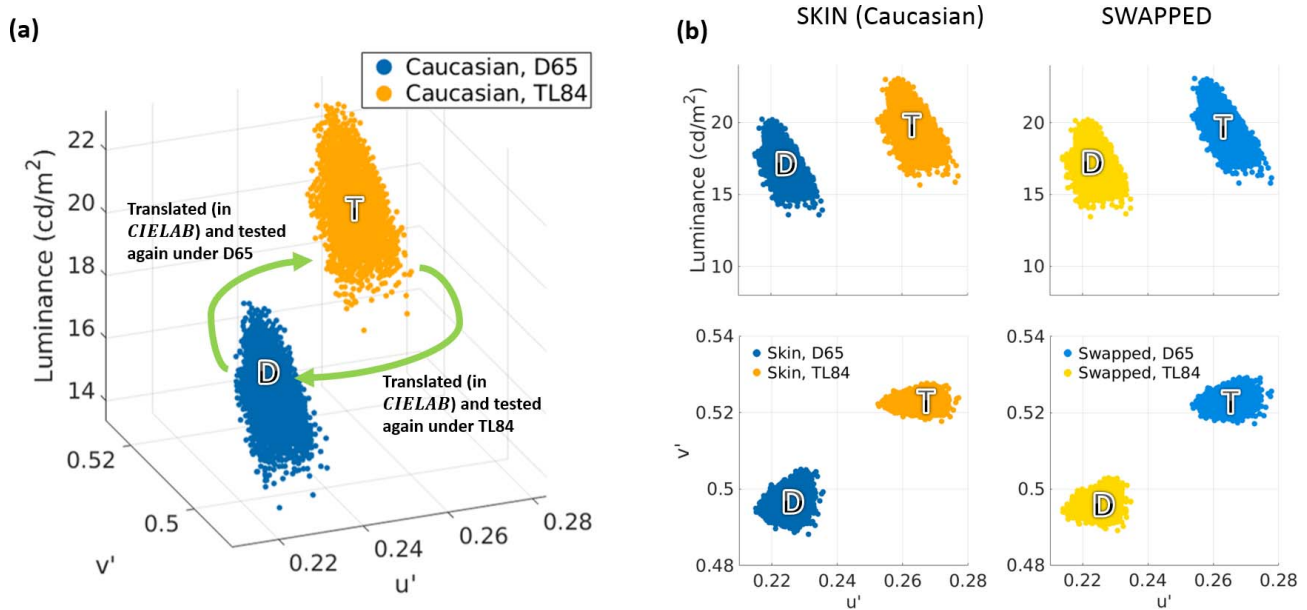 (a)
Caucasian, D65
Caucasian, TL84
22
20
18
16
14
Luminance (cd/m²)
T
D
Translated (in
CIELAB) and tested
again under D65
Translated (in
CIELAB) and tested
again under TL84
0.52
0.5
v'
0.22
0.24
0.26
0.28
u'
(b)
SKIN (Caucasian)
SWAPPED
Luminance (cd/m²)
20
15
10
D
T
20
15
10
D
T
v'
0.54
0.52
0.5
0.48
Skin, D65
Skin, TL84
T
D
0.22
0.24
0.26
0.28
u'
0.54
0.52
0.5
0.48
Swapped, D65
Swapped, TL84
T
D
0.22
0.24
0.26
0.28
u'